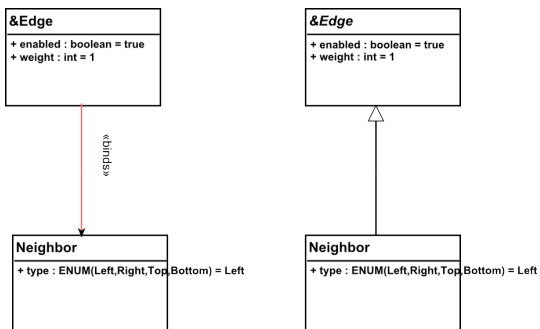 &Edge
+ enabled : boolean = true
+ weight : int = 1
«binds»
Neighbor
+ type : ENUM(Left,Right,Top,Bottom) = Left
&Edge
+ enabled : boolean = true
+ weight : int = 1
Neighbor
+ type : ENUM(Left,Right,Top,Bottom) = Left